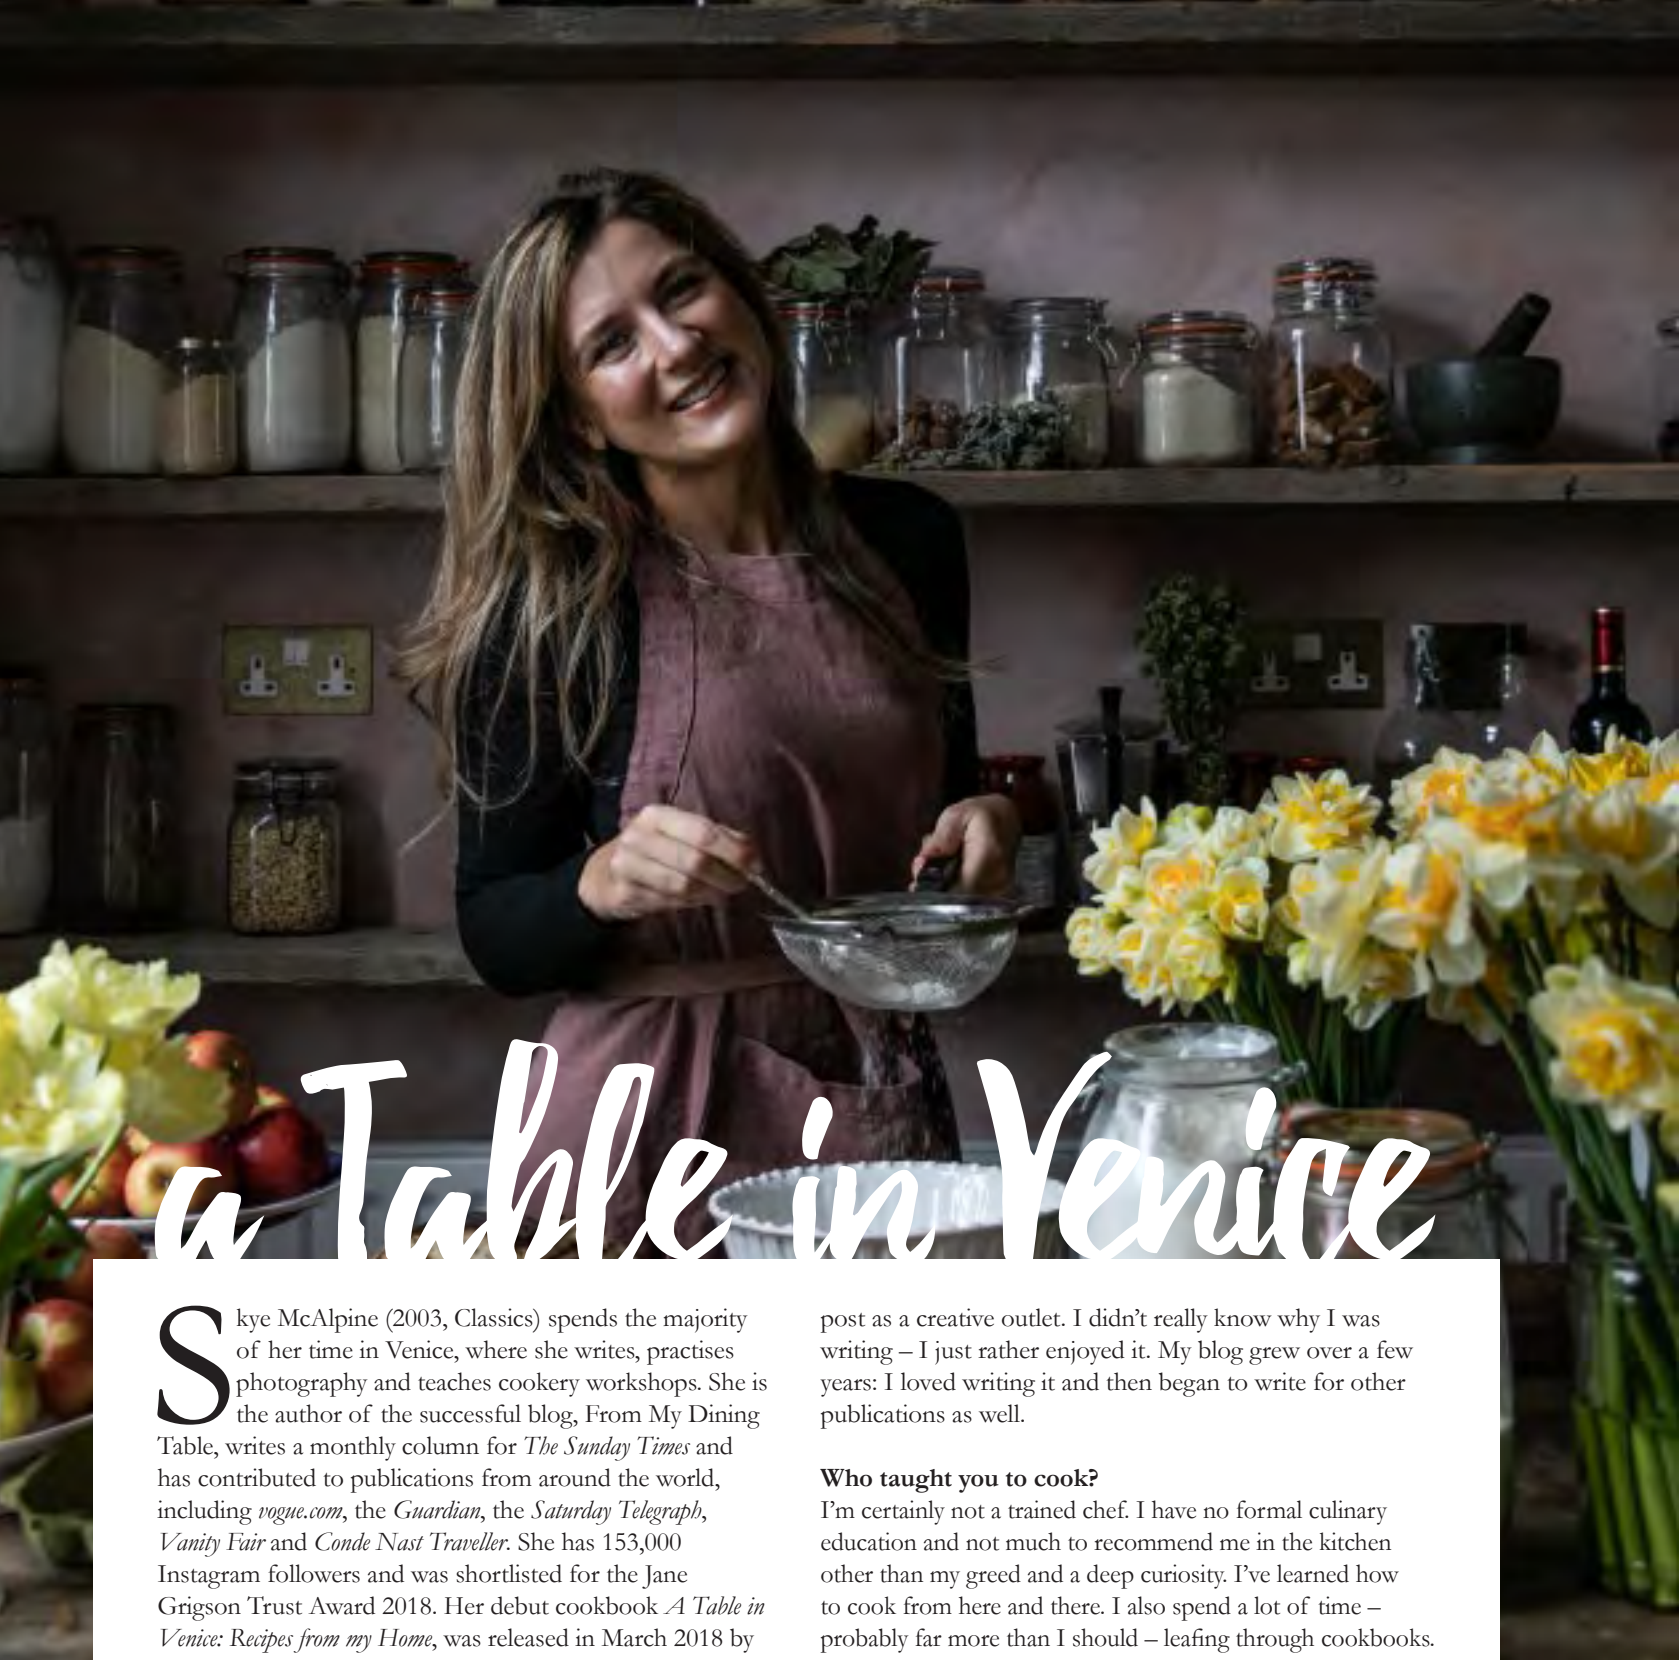 a Table in Venice
Skye McAlpine (2003, Classics) spends the majority
of her time in Venice, where she writes, practises
photography and teaches cookery workshops. She is
the author of the successful blog, From My Dining
Table, writes a monthly column for The Sunday Times and
has contributed to publications from around the world,
including vogue.com, the Guardian, the Saturday Telegraph,
Vanity Fair and Conde Nast Traveller. She has 153,000
Instagram followers and was shortlisted for the Jane
Grigson Trust Award 2018. Her debut cookbook A Table in
Venice: Recipes from my Home, was released in March 2018 by
post as a creative outlet. I didn’t really know why I was
writing – I just rather enjoyed it. My blog grew over a few
years: I loved writing it and then began to write for other
publications as well.
Who taught you to cook?
I’m certainly not a trained chef. I have no formal culinary
education and not much to recommend me in the kitchen
other than my greed and a deep curiosity. I’ve learned how
to cook from here and there. I also spend a lot of time –
probably far more than I should – leafing through cookbooks.